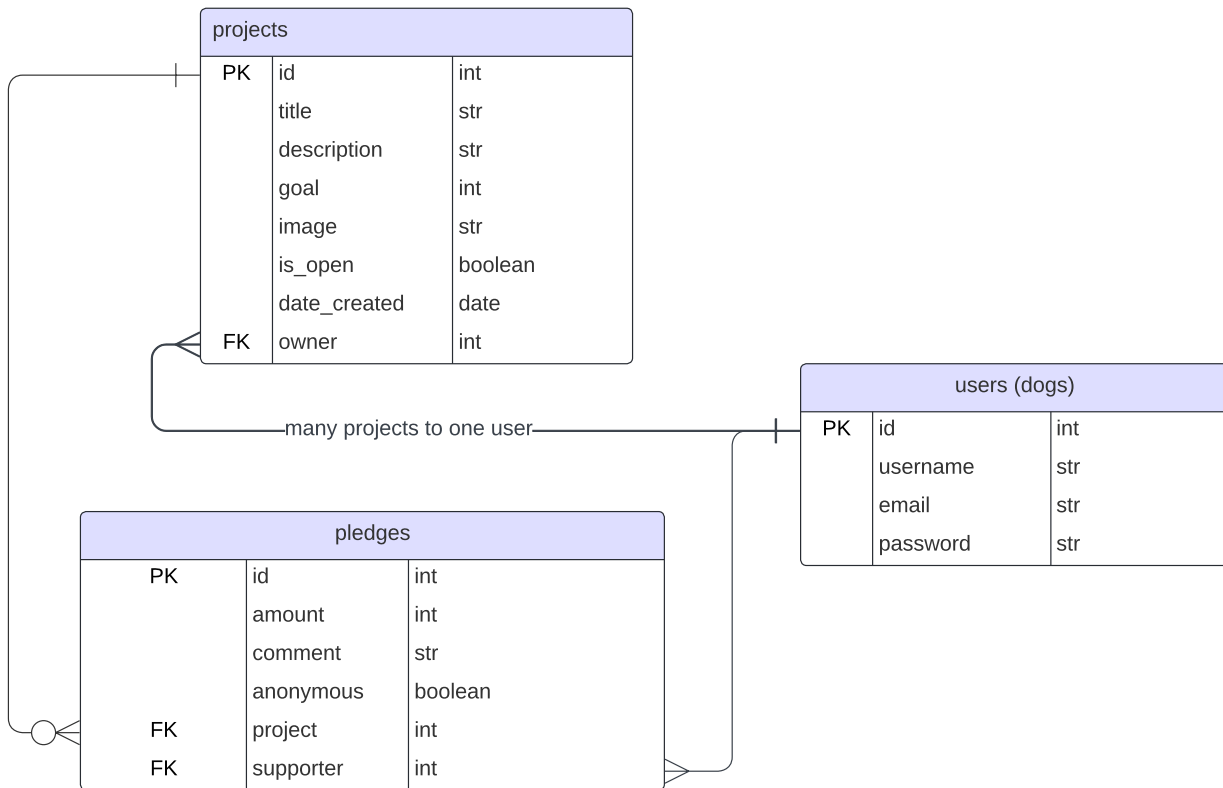 projects
PK id int
title str
description str
goal int
image str
is_open boolean
date_created date
FK owner int
many projects to one user
users (dogs)
PK id int
username str
email str
password str
pledges
PK id int
amount int
comment str
anonymous boolean
FK project int
FK supporter int